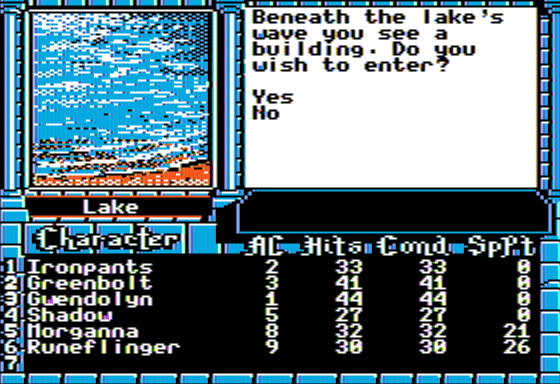 Beneath the lake's
wave you see a
building. Do you
wish to enter?
Yes
No
Lake
Character AC Hits Cond SpPt
1 Ironpants 2 33 33 0
2 Greenbolt 3 41 41 0
3 Gwendolyn 1 44 44 0
4 Shadow 5 27 27 0
5 Morganna 8 32 32 21
6 Runeflinger 9 30 30 26
7